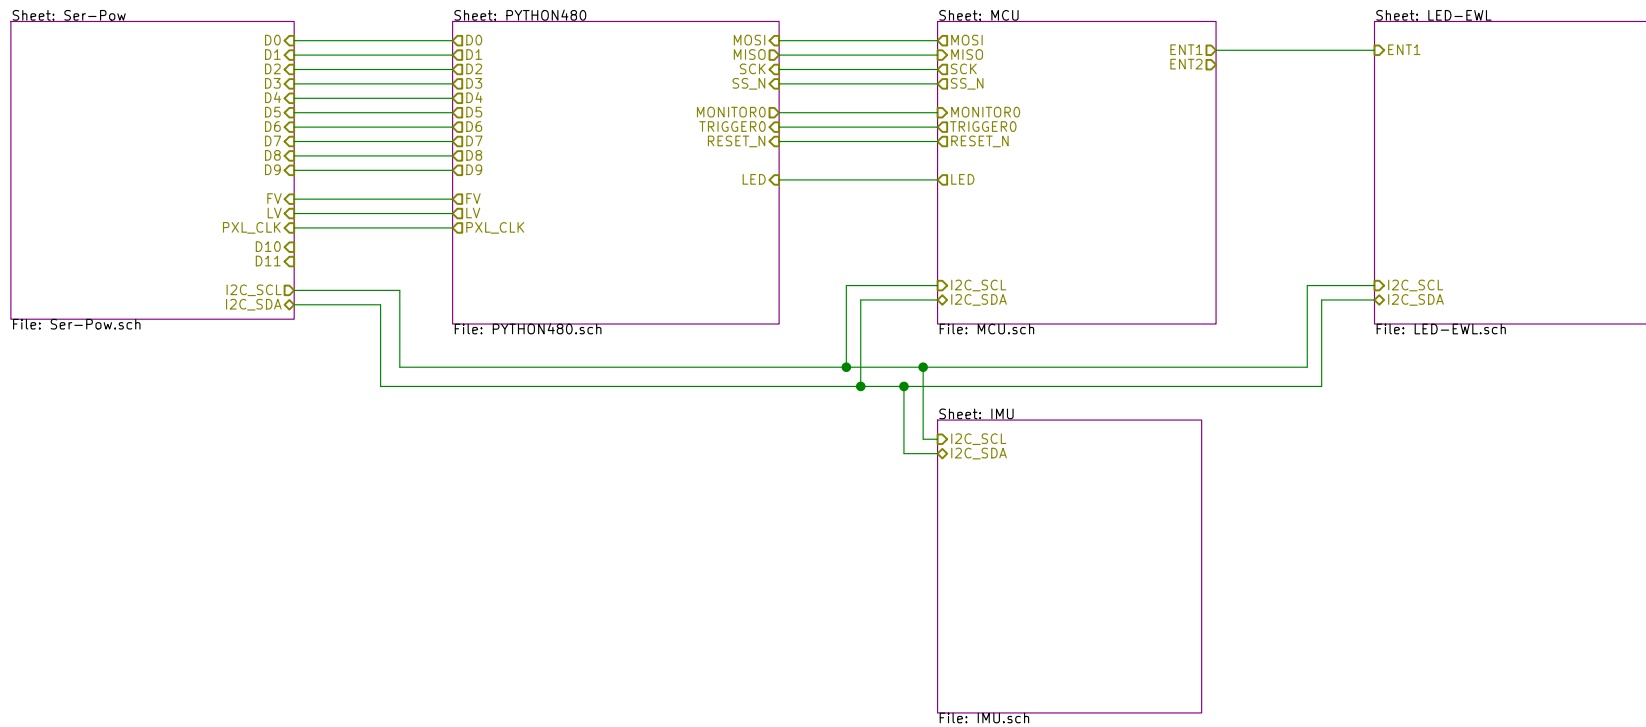 Sheet: Ser-Pow
D0
D1
D2
D3
D4
D5
D6
D7
D8
D9
FV
LV
PXL_CLK
D10
D11
I2C_SCL
I2C_SDA
File: Ser-Pow.sch
Sheet: PYTHON480
D0
D1
D2
D3
D4
D5
D6
D7
D8
D9
FV
LV
PXL_CLK
MOSI
MISO
SCK
SS_N
MONITOR0
TRIGGER0
RESET_N
LED
File: PYTHON480.sch
Sheet: MCU
MOSI
MISO
SCK
SS_N
MONITOR0
TRIGGER0
RESET_N
LED
I2C_SCL
I2C_SDA
ENT1
ENT2
File: MCU.sch
Sheet: LED-EWL
ENT1
I2C_SCL
I2C_SDA
File: LED-EWL.sch
Sheet: IMU
I2C_SCL
I2C_SDA
File: IMU.sch